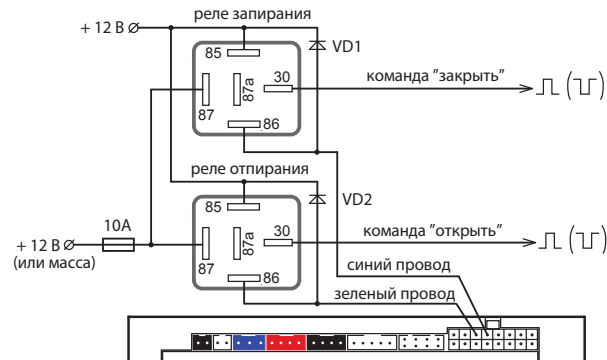 реле запирания
+ 12 В
85
VD1
30
87a
87
86
команда "закрыть"
реле отпирания
85
VD2
30
87a
87
86
команда "открыть"
10А
+ 12 В
(или масса)
синий провод
зеленый провод